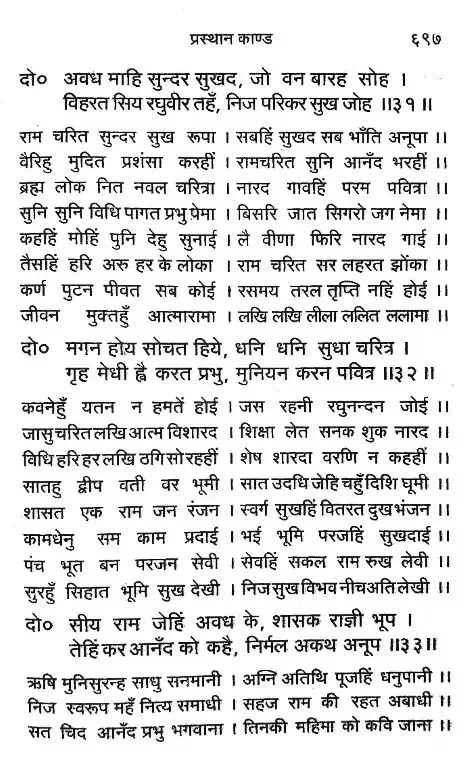 प्रस्थान काण्ड ६९७
दो० अवध माहि सुन्दर सुखद, जो वन बारह सोह ।
विहरत सिय रघुवीर तहँ, निज परिकर सुख जोह ॥३१॥
राम चरित सुन्दर सुख रूपा । सबहिं सुखद सब भाँति अनूपा ॥
वैरिहु मुदित प्रशंसा करहीं । रामचरित सुनि आनँद भरहीं ॥
ब्रह्म लोक नित नवल चरित्रा । नारद गावहिं परम पवित्रा ॥
सुनि सुनि विधि पागत प्रभु प्रेमा । बिसरि जात सिगरो जग नेमा ॥
कहहिं मोहिं पुनि देहु सुनाई । लै वीणा फिरि नारद गाई ॥
तैसहिं हरि अरु हर के लोका । राम चरित सर लहरत झोंका ॥
कर्ण पुटन पीवत सब कोई । रसमय तरल तृप्ति नहिं होई ॥
जीवन मुक्तहुँ आत्मारामा । लखि लखि लीला ललित ललामा ॥
दो० मगन होय सोचत हिये, धनि धनि सुधा चरित्र ।
गृह मेधी ह्वै करत प्रभु, मुनियन करन पवित्र ॥३२॥
कवनेहुँ यतन न हमतें होई । जस रहनी रघुनन्दन जोई ॥
जासु चरित लखि आत्म विशारद । शिक्षा लेत सनक शुक नारद ॥
विधि हरि हर लखि ठगि सो रहहीं । शेष शारदा वरणि न कहहीं ॥
सातहु द्वीप वती वर भूमी । सात उदधि जेहि चहुँ दिशि घूमी ॥
शासत एक राम जन रंजन । स्वर्ग सुखहिं वितरत दुख भंजन ॥
कामधेनु सम काम प्रदाई । भई भूमि परजहिं सुखदाई ॥
पंच भूत बन परजन सेवी । सेवहिं सकल राम रुख लेवी ॥
सुरहुँ सिहात भूमि सुख देखी । निज सुख विभव नीच अति लेखी ॥
दो० सीय राम जेहिं अवध के, शासक राज्ञी भूप ।
तेहिं कर आनँद को कहै, निर्मल अकथ अनूप ॥३३॥
ऋषि मुनि सुरन्ह साधु सनमानी । अग्नि अतिथि पूजहिं धनुपानी ॥
निज स्वरूप महँ नित्य समाधी । सहज राम की रहत अबाधी ॥
सत चिद आनँद प्रभु भगवाना । तिनकी महिमा को कवि जाना ॥